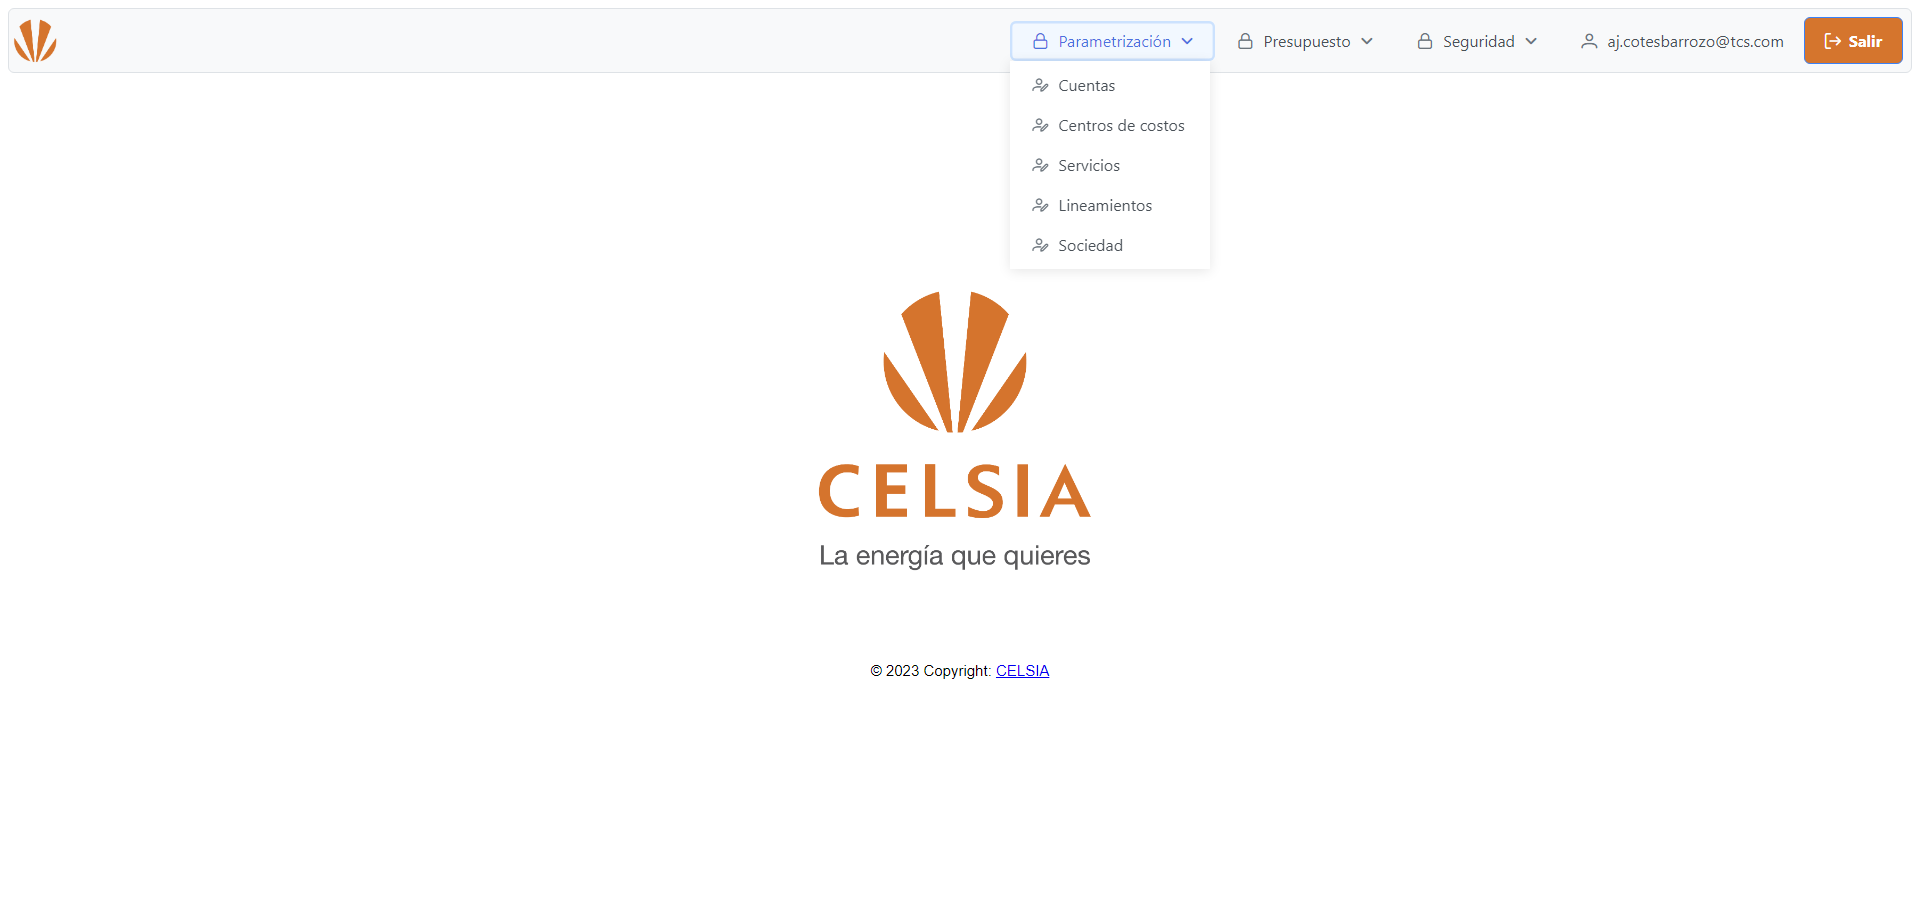 Parametrización
Presupuesto
Seguridad
aj.cotesbarrozo@tcs.com
Salir
Cuentas
Centros de costos
Servicios
Lineamientos
Sociedad
CELSIA
La energía que quieres
© 2023 Copyright: CELSIA